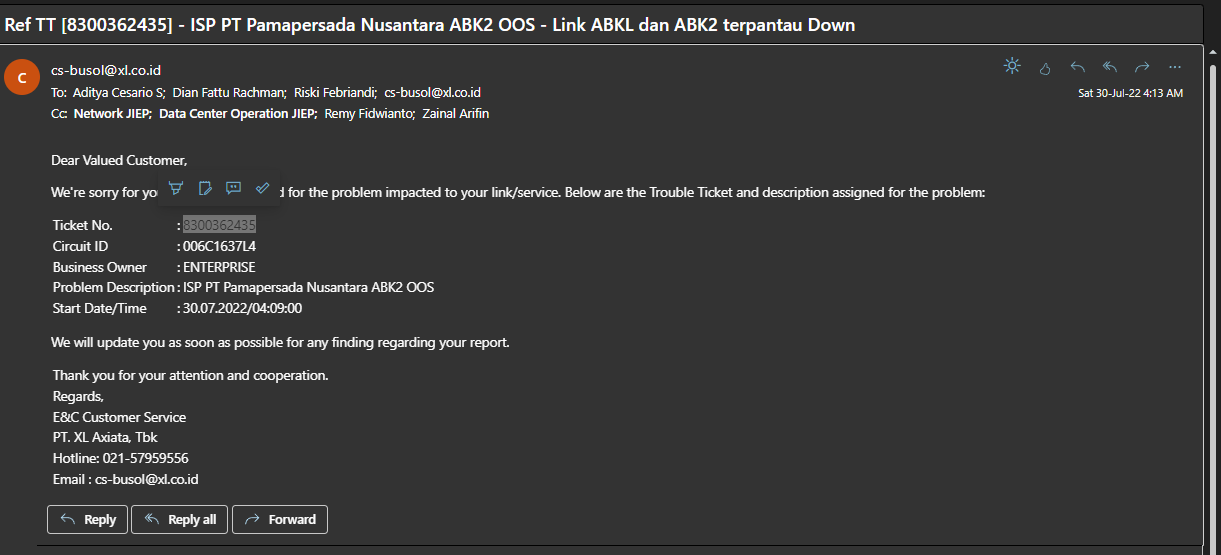 Ref TT [8300362435] - ISP PT Pamapersada Nusantara ABK2 OOS - Link ABKL dan ABK2 terpantau Down
C
cs-busol@xl.co.id
To: Aditya Cesario S; Dian Fattu Rachman; Riski Febriandi; cs-busol@xl.co.id
Sat 30-Jul-22 4:13 AM
Cc: Network JIEP; Data Center Operation JIEP; Remy Fidwianto; Zainal Arifin
Dear Valued Customer,
We're sorry for for the problem impacted to your link/service. Below are the Trouble Ticket and description assigned for the problem:
Ticket No. : 8300362435
Circuit ID : 006C1637L4
Business Owner : ENTERPRISE
Problem Description : ISP PT Pamapersada Nusantara ABK2 OOS
Start Date/Time : 30.07.2022/04:09:00
We will update you as soon as possible for any finding regarding your report.
Thank you for your attention and cooperation.
Regards,
E&C Customer Service
PT. XL Axiata, Tbk
Hotline: 021-57959556
Email : cs-busol@xl.co.id
Reply Reply all Forward